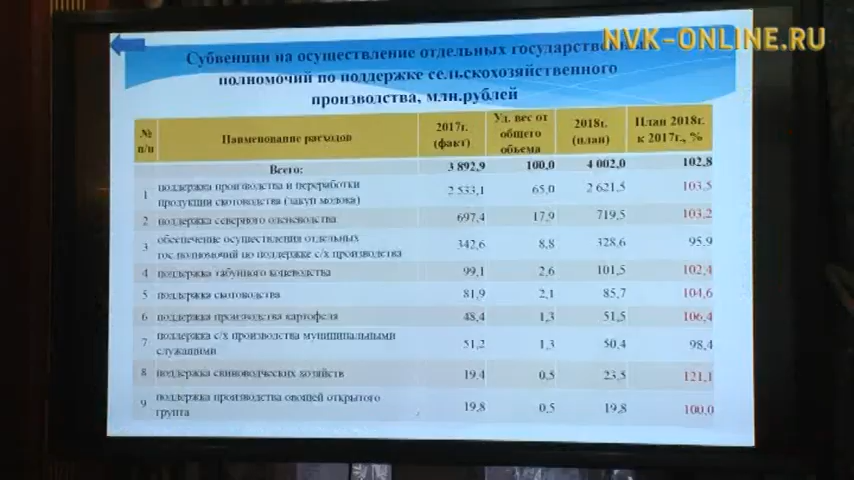 NVK-ONLINE.RU
Субвенции на осуществление отдельных
полномочий по поддержке сельскохозяйственного
производства, млн.рублей
№ п/п Наименование расходов 2017г. (факт) Уд. вес от общего объема 2018г. (план) План 2018г. к 2017г., %
Всего: 3 892,9 100,0 4 002,0 102,8
1 поддержка производства и переработки продукции скотоводства (закуп молока) 2 533,1 65,0 2 621,5 103,5
2 поддержка северного оленеводства 697,4 17,9 719,5 103,2
3 обеспечение осуществления отдельных гос.полномочий по поддержке с/х производства 342,6 8,8 328,6 95,9
4 поддержка табунного коневодства 99,1 2,6 101,5 102,4
5 поддержка скотоводства 81,9 2,1 85,7 104,6
6 поддержка производства картофеля 48,4 1,3 51,5 106,4
7 поддержка с/х производства муниципальными служащими 51,2 1,3 50,4 98,4
8 поддержка свиноводческих хозяйств 19,4 0,5 23,5 121,1
9 поддержка производства овощей открытого грунта 19,8 0,5 19,8 100,0